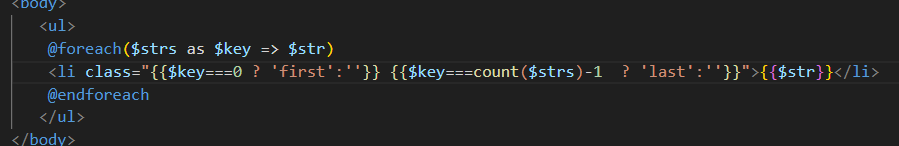 <body>
<ul>
@foreach($strs as $key => $str)
<li class="{{$key===0 ? 'first':''}} {{$key===count($strs)-1  ? 'last':''}}">{{$str}}</li>
@endforeach
</ul>
</body>